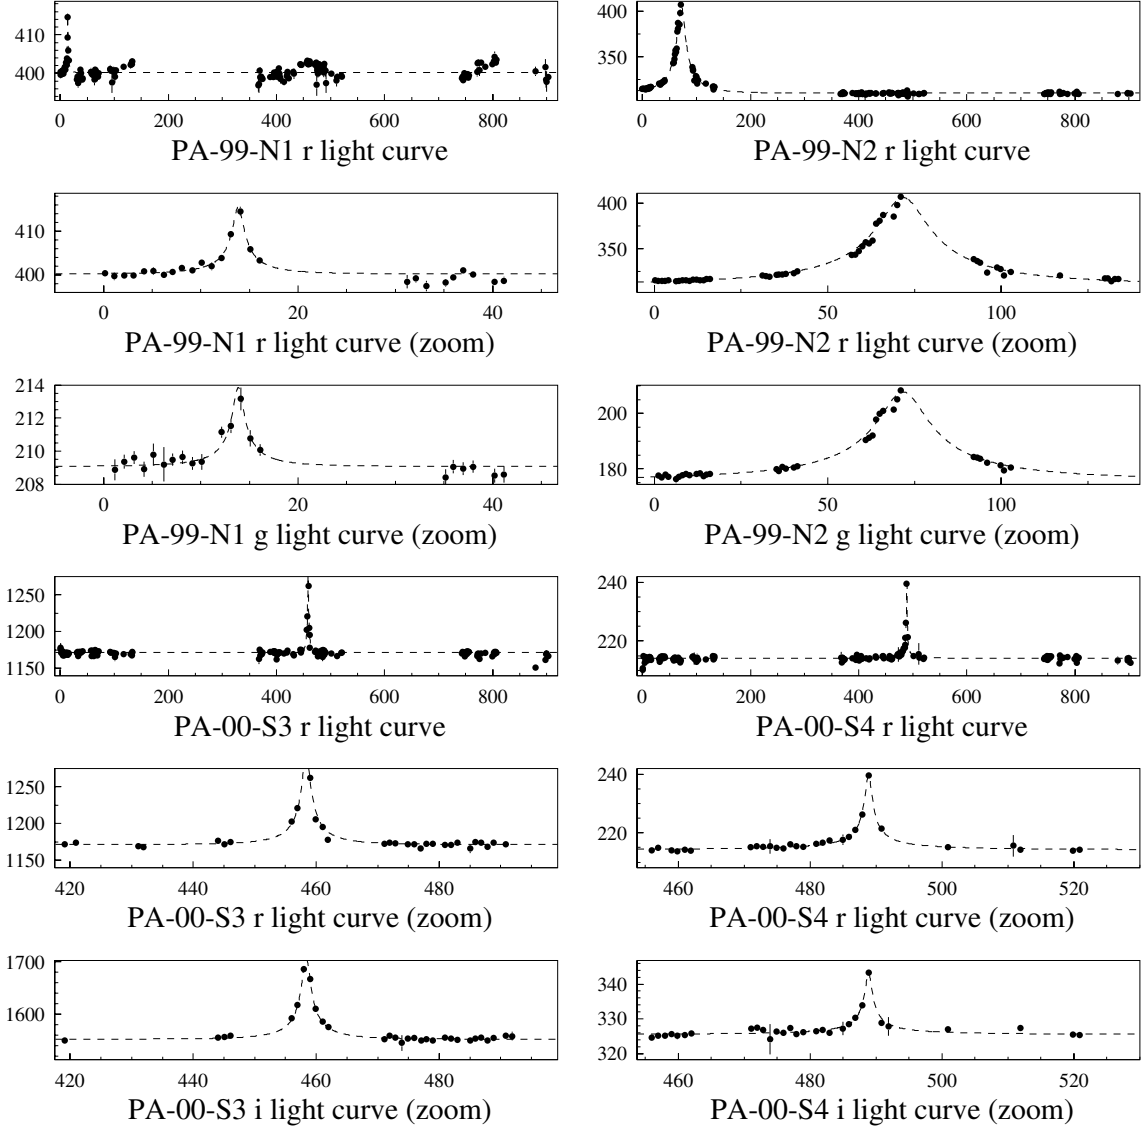 410
400
0 200 400 600 800
PA-99-N1 r light curve
400
350
0 200 400 600 800
PA-99-N2 r light curve
410
400
0 20 40
PA-99-N1 r light curve (zoom)
400
350
0 50 100
PA-99-N2 r light curve (zoom)
214
212
210
208
0 20 40
PA-99-N1 g light curve (zoom)
200
180
0 50 100
PA-99-N2 g light curve (zoom)
1250
1200
1150
0 200 400 600 800
PA-00-S3 r light curve
240
220
0 200 400 600 800
PA-00-S4 r light curve
1250
1200
1150
420 440 460 480
PA-00-S3 r light curve (zoom)
240
220
460 480 500 520
PA-00-S4 r light curve (zoom)
1700
1600
420 440 460 480
PA-00-S3 i light curve (zoom)
340
330
320
460 480 500 520
PA-00-S4 i light curve (zoom)